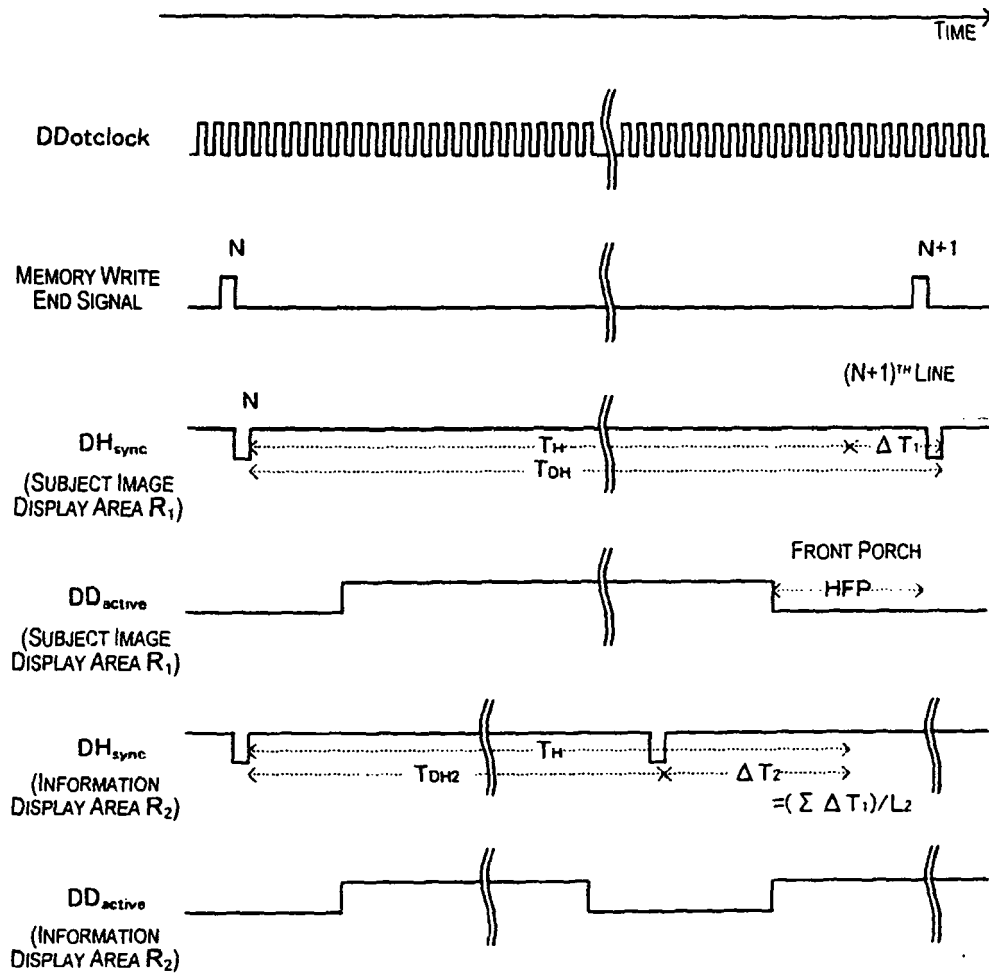 TIME
DDotclock
N
N+1
MEMORY WRITE
END SIGNAL
(N+1)TH LINE
N
DHsync
TH
ΔT1
TDH
(SUBJECT IMAGE
DISPLAY AREA R1)
FRONT PORCH
HFP
DDactive
(SUBJECT IMAGE
DISPLAY AREA R1)
DHsync
TH
TDH2
ΔT2
(INFORMATION
DISPLAY AREA R2)
=(ΣΔT1)/L2
DDactive
(INFORMATION
DISPLAY AREA R2)